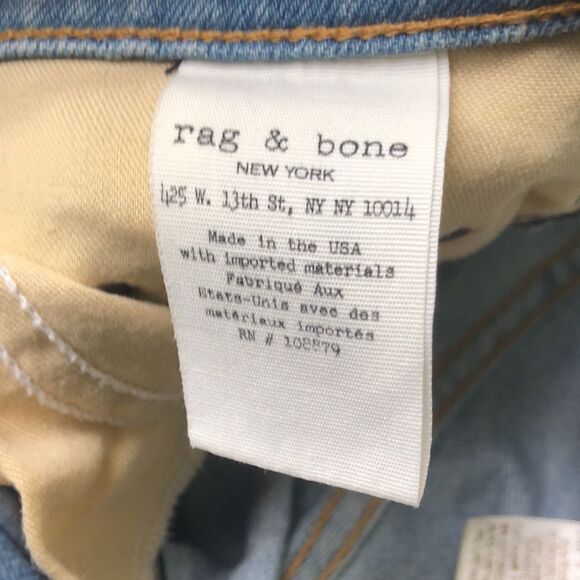 rag & bone
NEW YORK
425 W. 13th St, NY NY 10014
Made in the USA
with imported materials
Fabriqué Aux
Etats-Unis avec des
matériaux importés
RN # 108879